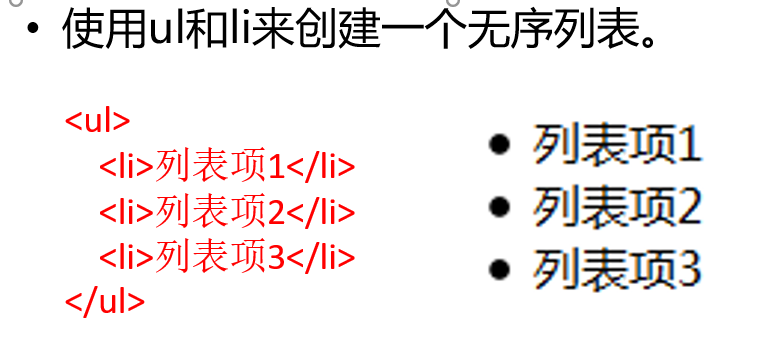 • 使用ul和li来创建一个无序列表。
<ul>
<li>列表项1</li>
<li>列表项2</li>
<li>列表项3</li>
</ul>
• 列表项1
• 列表项2
• 列表项3